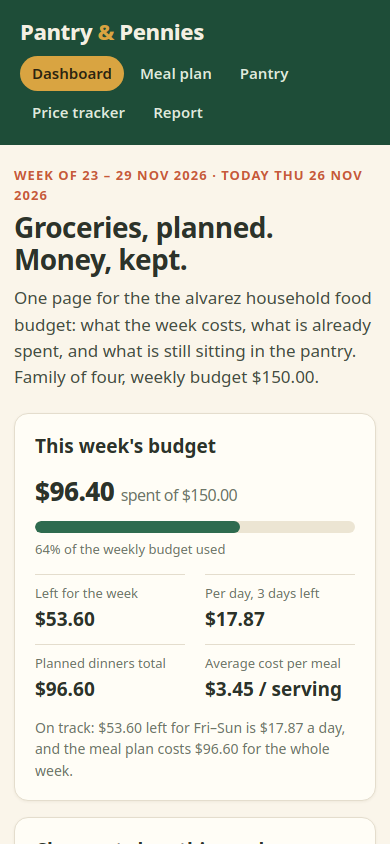 Pantry & Pennies
Dashboard
Meal plan
Pantry
Price tracker
Report
WEEK OF 23 – 29 NOV 2026 · TODAY THU 26 NOV
2026
Groceries, planned.
Money, kept.
One page for the the alvarez household food
budget: what the week costs, what is already
spent, and what is still sitting in the pantry.
Family of four, weekly budget $150.00.
This week's budget
$96.40 spent of $150.00
64% of the weekly budget used
Left for the week
$53.60
Per day, 3 days left
$17.87
Planned dinners total
$96.60
Average cost per meal
$3.45 / serving
On track: $53.60 left for Fri–Sun is $17.87 a day,
and the meal plan costs $96.60 for the whole
week.